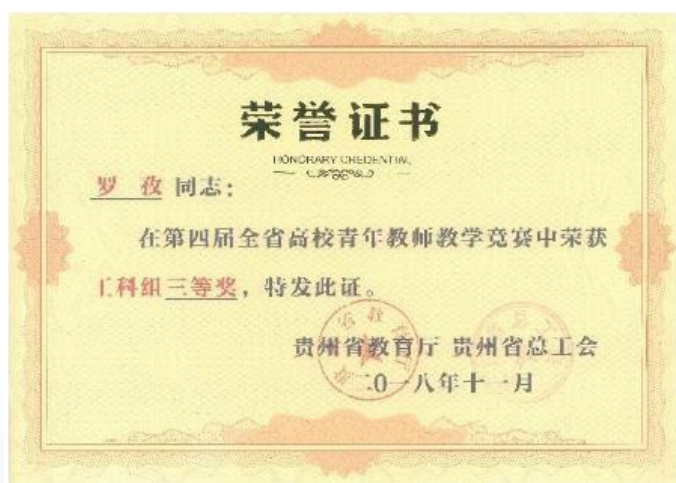 荣誉证书
HONORARY CREDENTIAL
罗 孜 同志：
在第四届全省高校青年教师教学竞赛中荣获
工科组三等奖，特发此证。
贵州省教育厅 贵州省总工会
二0一八年十一月